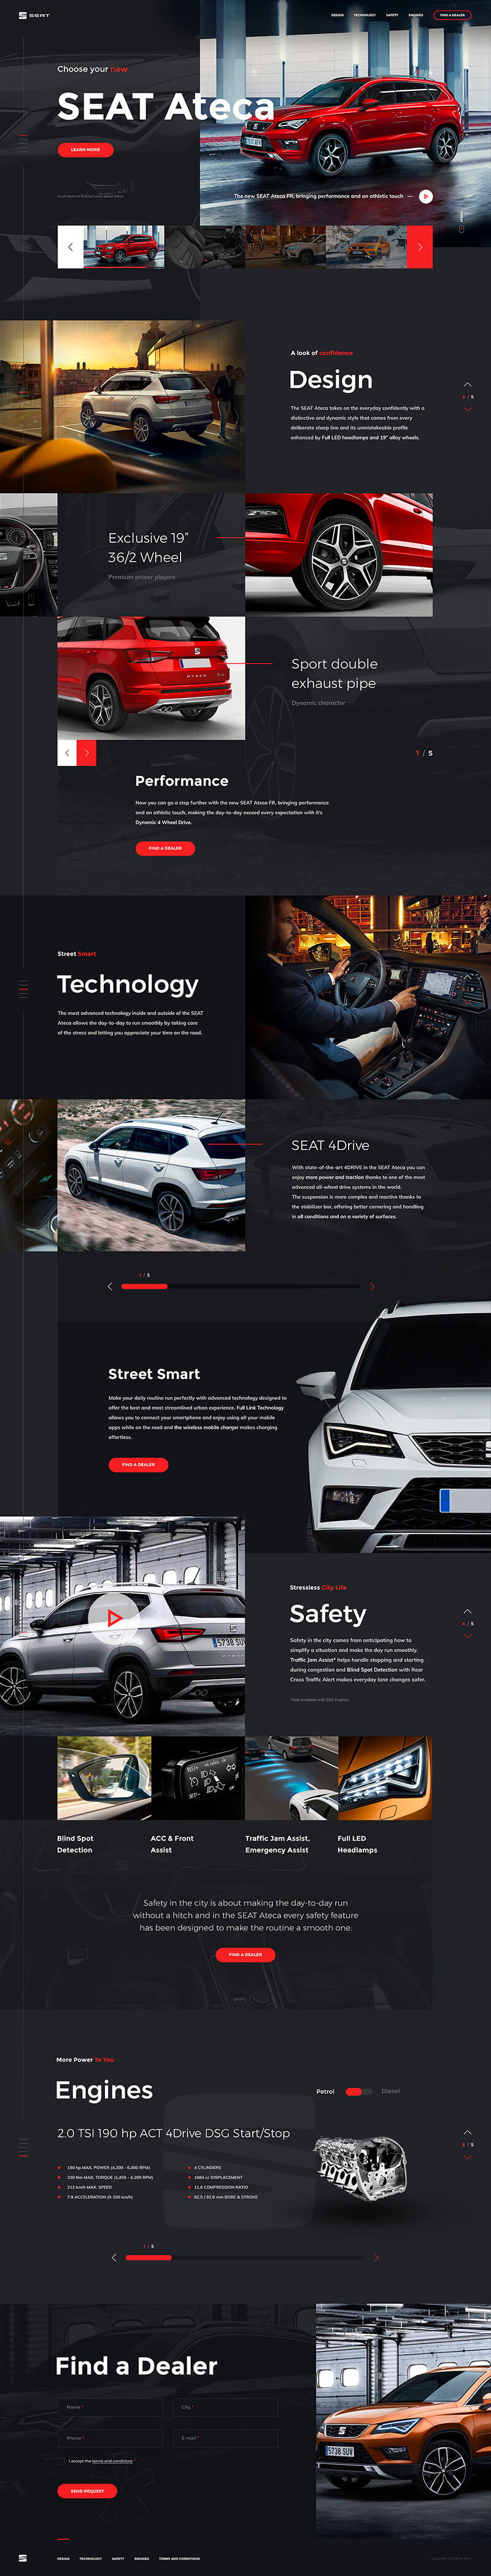 SEAT
DESIGN
TECHNOLOGY
SAFETY
ENGINES
FIND A DEALER
Choose your new
SEAT Ateca
LEARN MORE
The new SEAT Ateca FR, bringing performance and an athletic touch
A look of confidence
Design
The SEAT Ateca takes on the everyday confidently with a
distinctive and dynamic style that comes from every
deliberate sharp line and its unmistakeable profile
enhanced by Full LED headlamps and 19" alloy wheels.
2 / 5
Exclusive 19"
36/2 Wheel
Premium power players
Sport double
exhaust pipe
Dynamic character
1 / 5
Performance
Now you can go a step further with the new SEAT Ateca FR, bringing performance
and an athletic touch, making the day-to-day exceed every expectation with it's
Dynamic 4 Wheel Drive.
FIND A DEALER
Street Smart
Technology
The most advanced technology inside and outside of the SEAT
Ateca allows the day-to-day to run smoothly by taking care
of the stress and letting you appreciate your time on the road.
SEAT 4Drive
With state-of-the-art 4DRIVE in the SEAT Ateca you can
enjoy more power and traction thanks to one of the most
advanced all-wheel drive systems in the world.
The suspension is more complex and reactive thanks to
the stabilizer bar, offering better cornering and handling
in all conditions and on a variety of surfaces.
1 / 5
Street Smart
Make your daily routine run perfectly with advanced technology designed to
offer the best and most streamlined urban experience. Full Link Technology
allows you to connect your smartphone and enjoy using all your mobile
apps while on the road and the wireless mobile charger makes charging
effortless.
FIND A DEALER
5738 SUV
Stressless City Life
Safety
Safety in the city comes from anticipating how to
simplify a situation and make the day run smoothly.
Traffic Jam Assist* helps handle stopping and starting
during congestion and Blind Spot Detection with Rear
Cross Traffic Alert makes everyday lane changes safer.
*Only available with DSG Engines.
4 / 5
Blind Spot
Detection
ACC & Front
Assist
Traffic Jam Assist,
Emergency Assist
Full LED
Headlamps
Safety in the city is about making the day-to-day run
without a hitch and in the SEAT Ateca every safety feature
has been designed to make the routine a smooth one.
FIND A DEALER
More Power To You
Engines
Petrol
Diesel
2.0 TSI 190 hp ACT 4Drive DSG Start/Stop
190 hp MAX. POWER (4,200 - 6,000 RPM)
320 Nm MAX. TORQUE (1,450 - 4,200 RPM)
212 km/h MAX. SPEED
7.9 ACCELERATION (0-100 km/h)
4 CYLINDERS
1984 cc DISPLACEMENT
11,6 COMPRESSION RATIO
82.5 / 92.8 mm BORE & STROKE
5 / 5
1 / 5
Find a Dealer
Name *
City *
Phone *
E-mail *
I accept the terms and conditions *
SEND REQUEST
5738 SUV
DESIGN
TECHNOLOGY
SAFETY
ENGINES
TERMS AND CONDITIONS